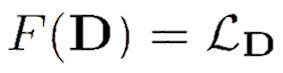 F(𝐃) = ℒ_𝐃